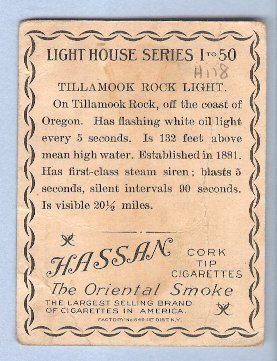 LIGHT HOUSE SERIES 1 TO 50
TILLAMOOK ROCK LIGHT.
On Tillamook Rock, off the coast of
Oregon. Has flashing white oil light
every 5 seconds. Is 132 feet above
mean high water. Established in 1881.
Has first-class steam siren; blasts 5
seconds, silent intervals 90 seconds.
Is visible 20½ miles.
HASSAN
CORK
TIP
CIGARETTES
The Oriental Smoke
THE LARGEST SELLING BRAND
OF CIGARETTES IN AMERICA.